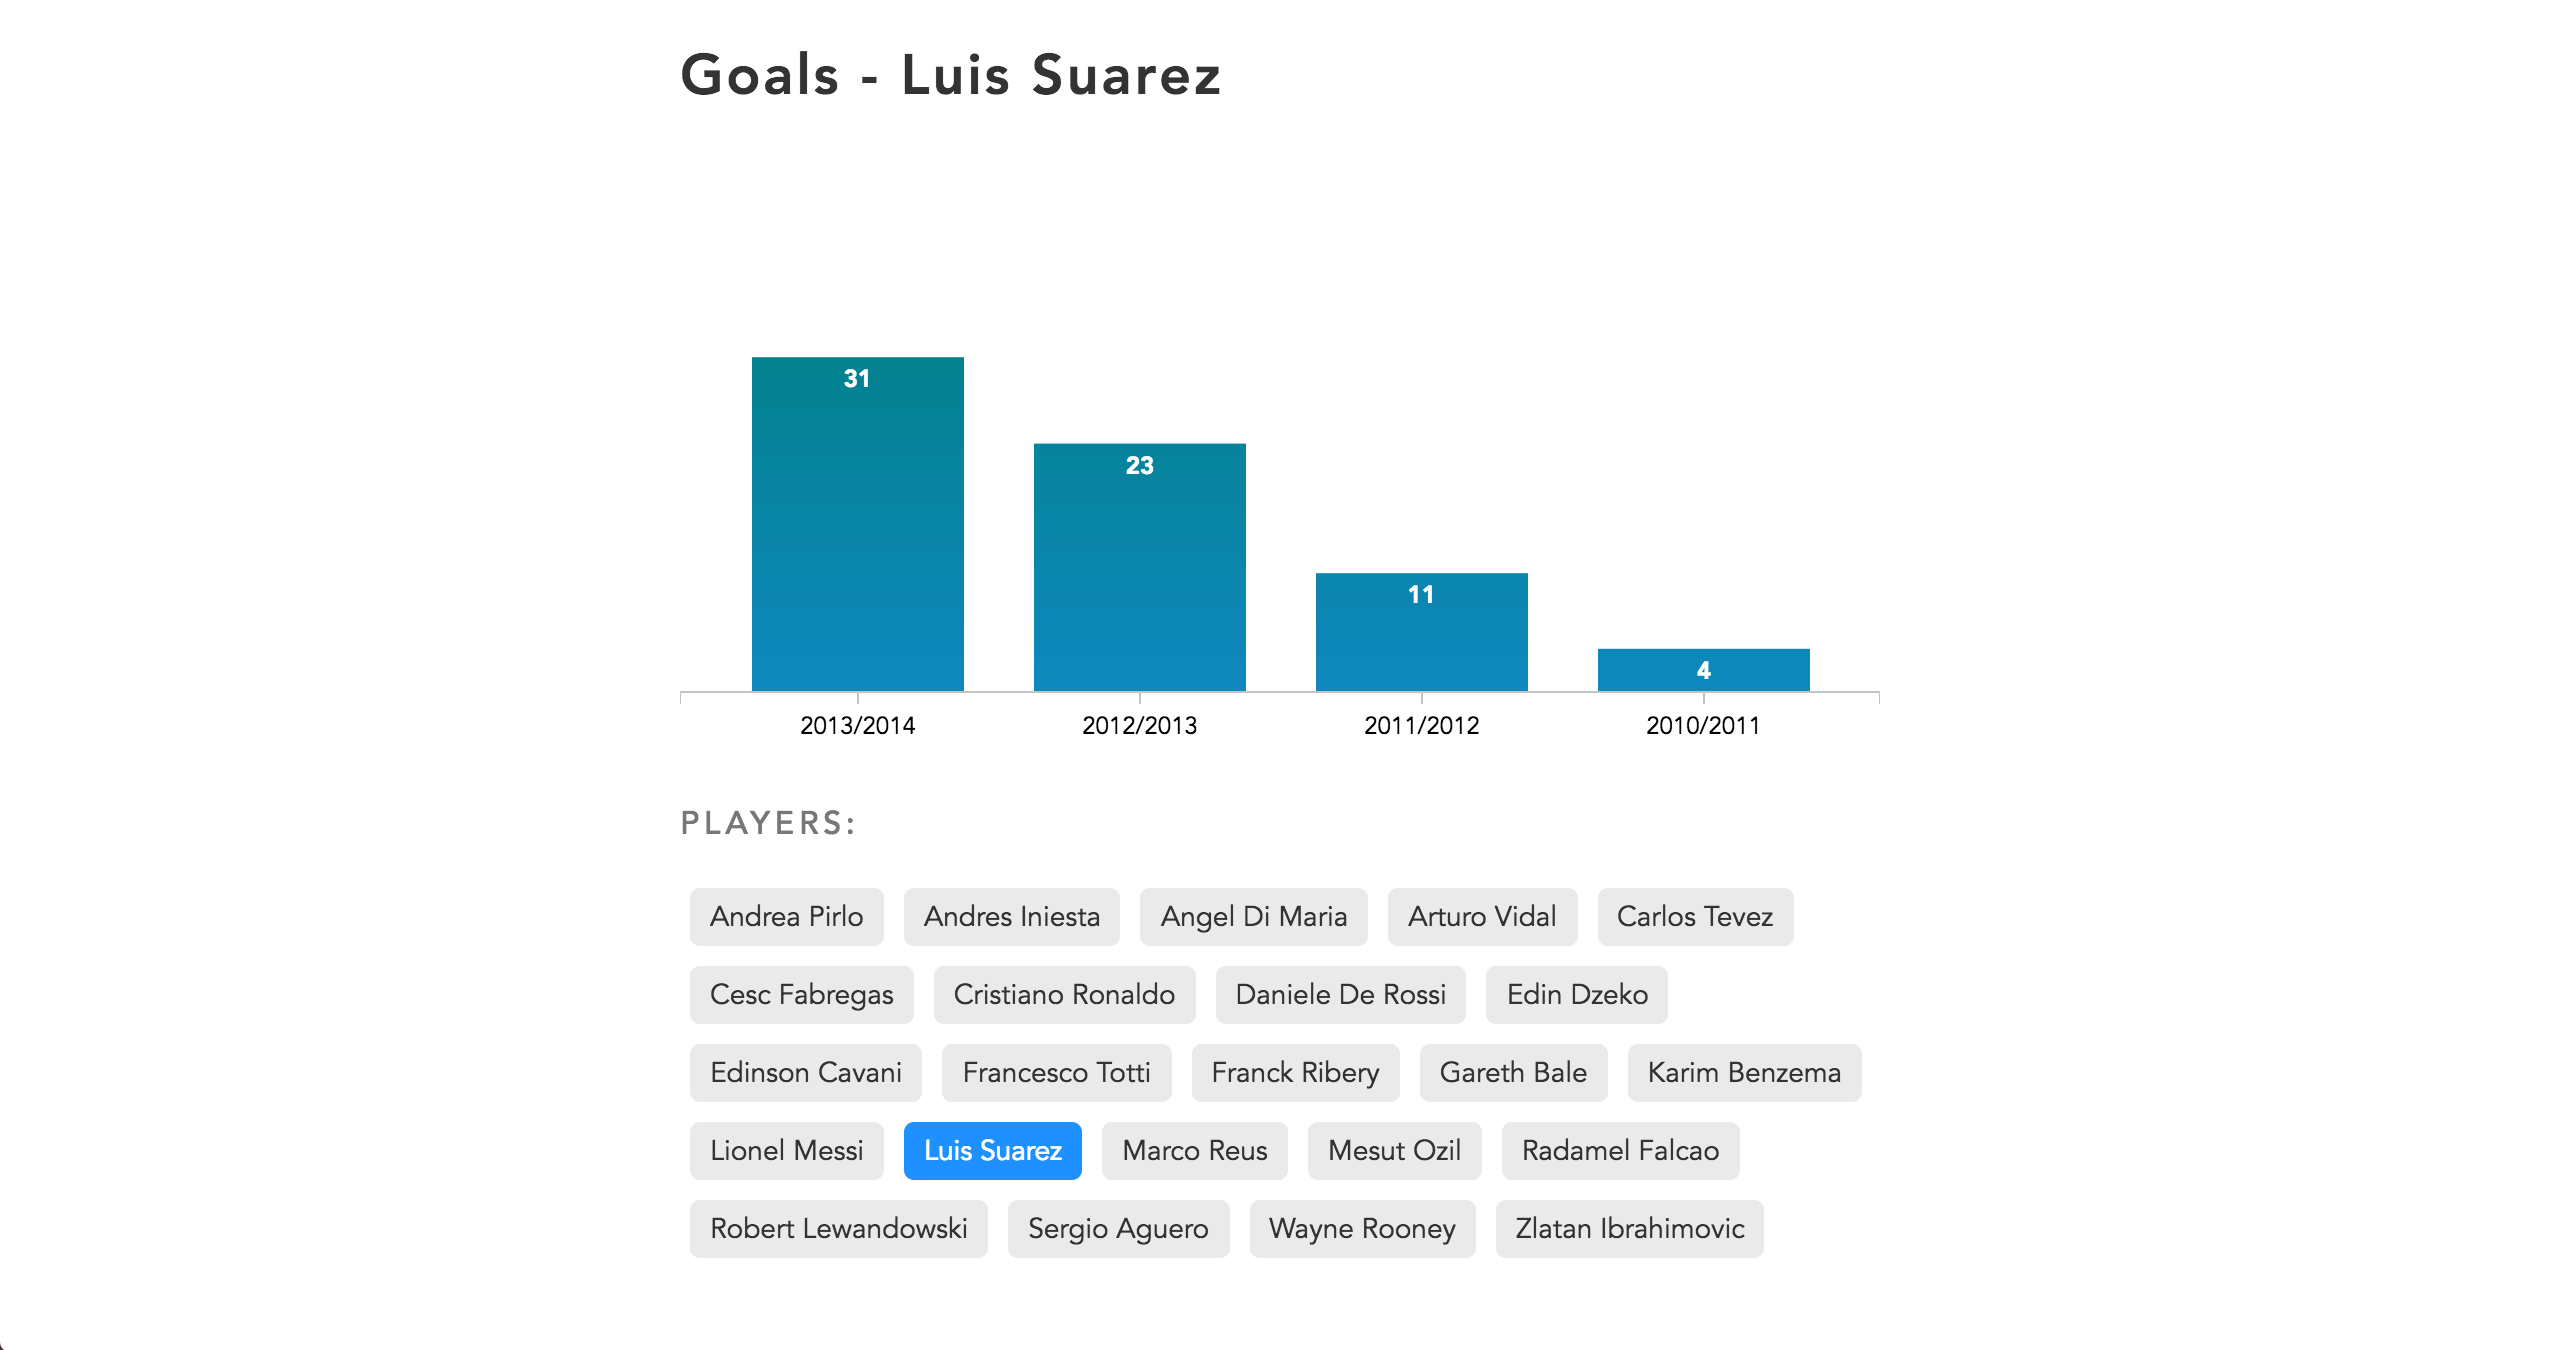 Goals - Luis Suarez
31
23
11
4
2013/2014 2012/2013 2011/2012 2010/2011
PLAYERS:
Andrea Pirlo Andres Iniesta Angel Di Maria Arturo Vidal Carlos Tevez
Cesc Fabregas Cristiano Ronaldo Daniele De Rossi Edin Dzeko
Edinson Cavani Francesco Totti Franck Ribery Gareth Bale Karim Benzema
Lionel Messi Luis Suarez Marco Reus Mesut Ozil Radamel Falcao
Robert Lewandowski Sergio Aguero Wayne Rooney Zlatan Ibrahimovic